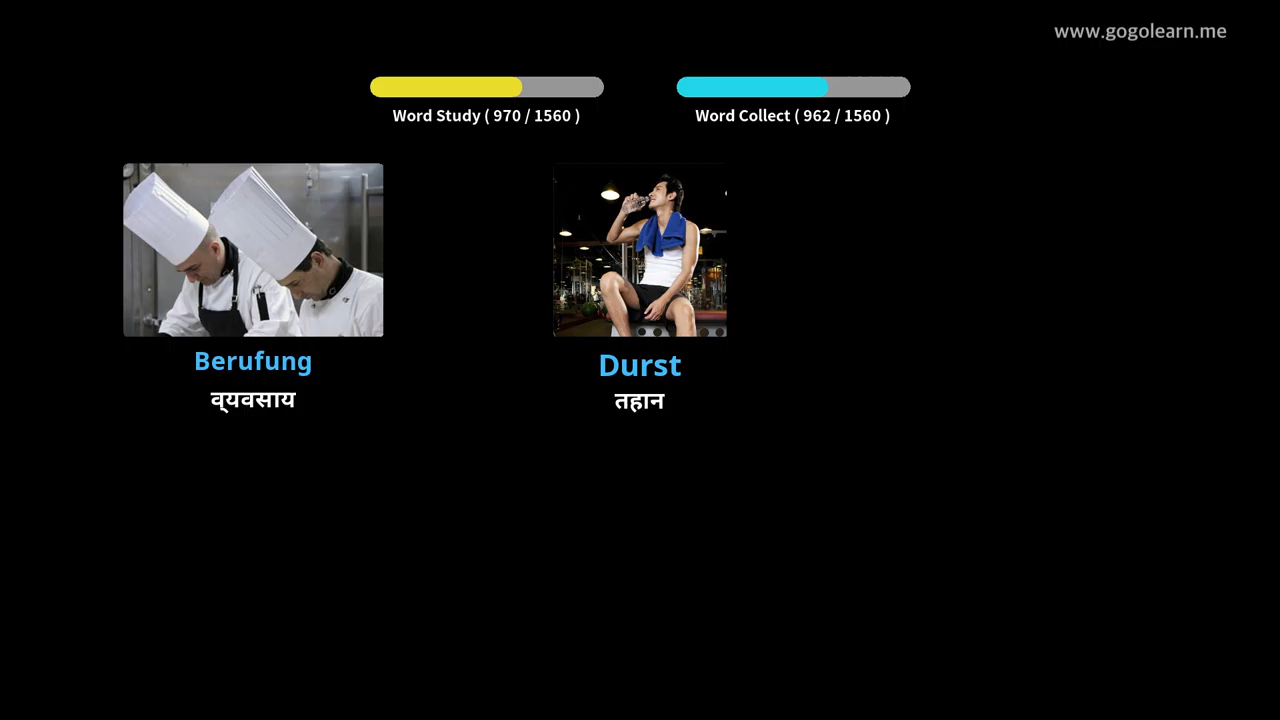 www.gogolearn.me
Word Study ( 970 / 1560 )
Word Collect ( 962 / 1560 )
Berufung
व्‍यवसाय
Durst
तहान